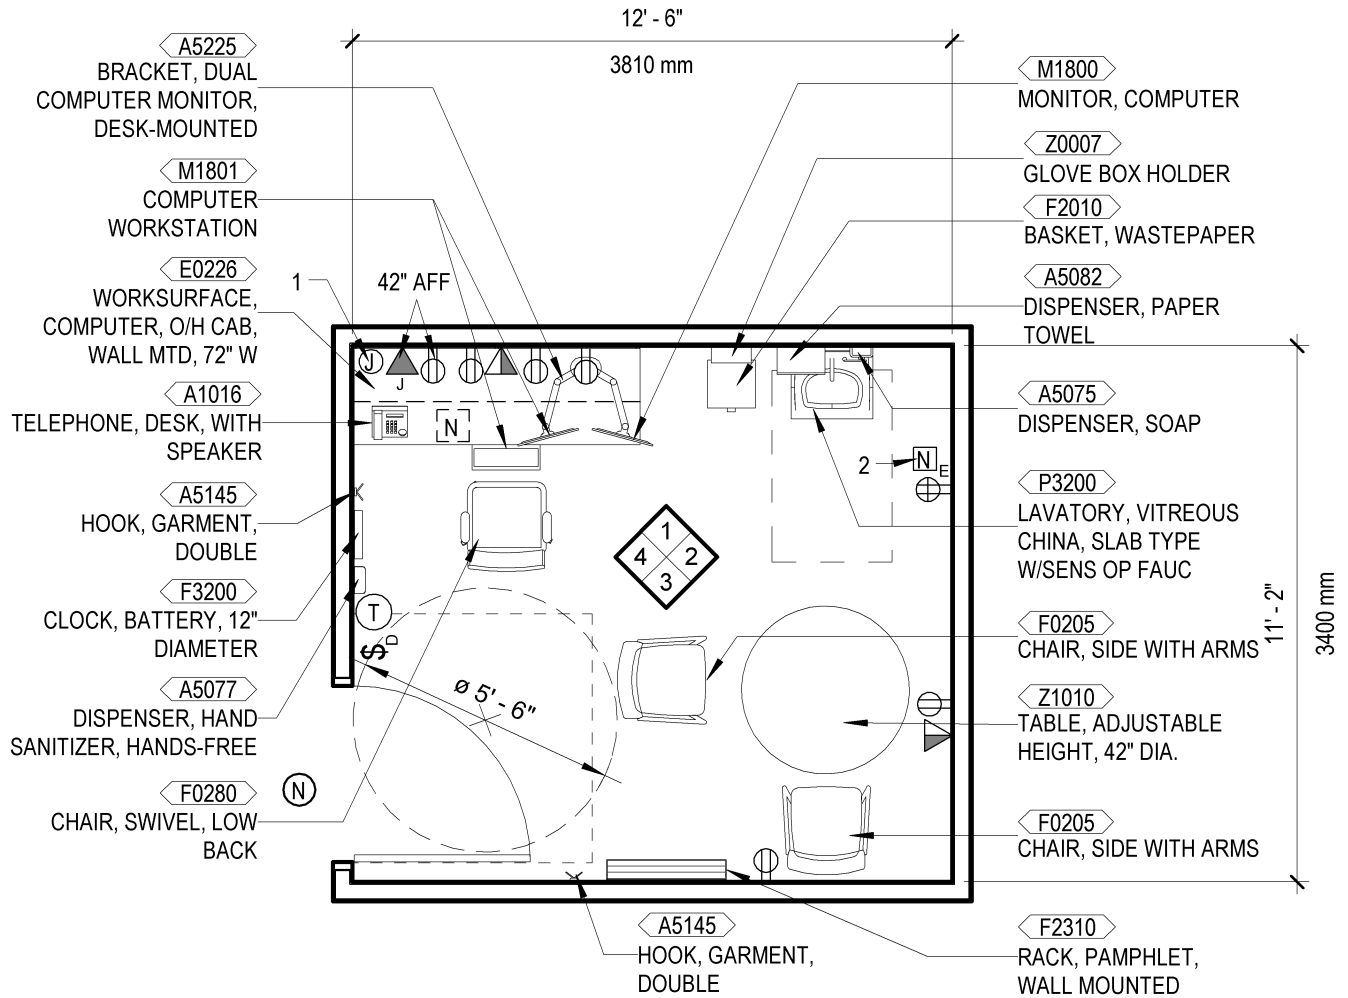 12' - 6"
3810 mm
A5225
BRACKET, DUAL
COMPUTER MONITOR,
DESK-MOUNTED
M1801
COMPUTER
WORKSTATION
E0226
WORKSURFACE,
COMPUTER, O/H CAB,
WALL MTD, 72" W
A1016
TELEPHONE, DESK, WITH
SPEAKER
A5145
HOOK, GARMENT,
DOUBLE
F3200
CLOCK, BATTERY, 12"
DIAMETER
A5077
DISPENSER, HAND
SANITIZER, HANDS-FREE
F0280
CHAIR, SWIVEL, LOW
BACK
N
1
42" AFF
J
J
N
T
$
D
ø 5' - 6"
1
4
2
3
2
N
E
A5145
HOOK, GARMENT,
DOUBLE
M1800
MONITOR, COMPUTER
Z0007
GLOVE BOX HOLDER
F2010
BASKET, WASTEPAPER
A5082
DISPENSER, PAPER
TOWEL
A5075
DISPENSER, SOAP
P3200
LAVATORY, VITREOUS
CHINA, SLAB TYPE
W/SENS OP FAUC
F0205
CHAIR, SIDE WITH ARMS
Z1010
TABLE, ADJUSTABLE
HEIGHT, 42" DIA.
F0205
CHAIR, SIDE WITH ARMS
F2310
RACK, PAMPHLET,
WALL MOUNTED
11' - 2"
3400 mm